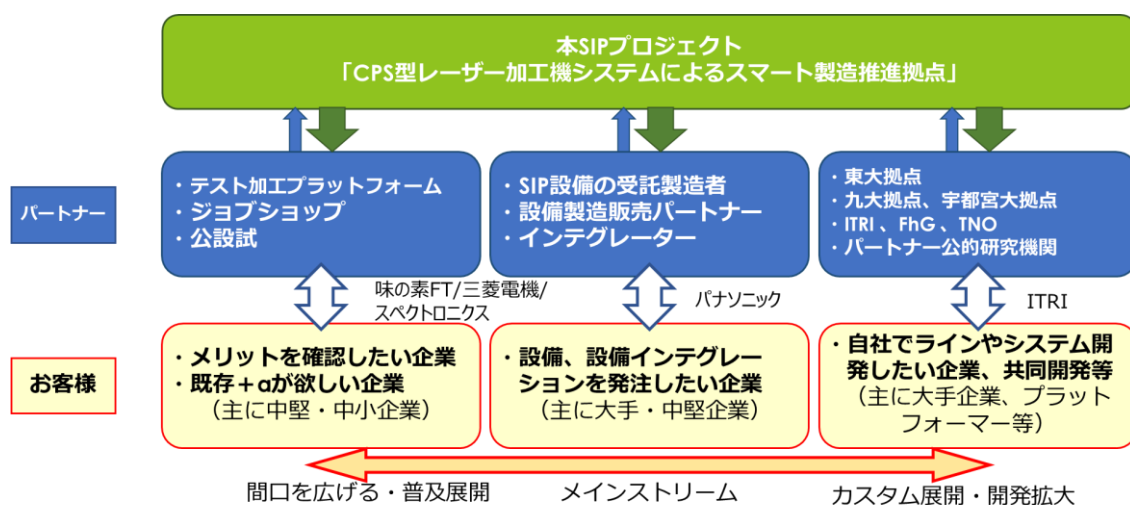 本SIPプロジェクト
「CPS型レーザー加工機システムによるスマート製造推進拠点」
パートナー
・テスト加工プラットフォーム
・ジョブショップ
・公設試
・SIP設備の受託製造者
・設備製造販売パートナー
・インテグレーター
・東大拠点
・九大拠点、宇都宮大拠点
・ITRI 、FhG 、TNO
・パートナー公的研究機関
味の素FT/三菱電機/
スペクトロニクス
パナソニック
ITRI
お客様
・メリットを確認したい企業
・既存+αが欲しい企業
（主に中堅・中小企業）
・設備、設備インテグレー
ションを発注したい企業
（主に大手・中堅企業）
・自社でラインやシステム開
発したい企業、共同開発等
（主に大手企業、プラット
フォーマー等）
間口を広げる・普及展開
メインストリーム
カスタム展開・開発拡大